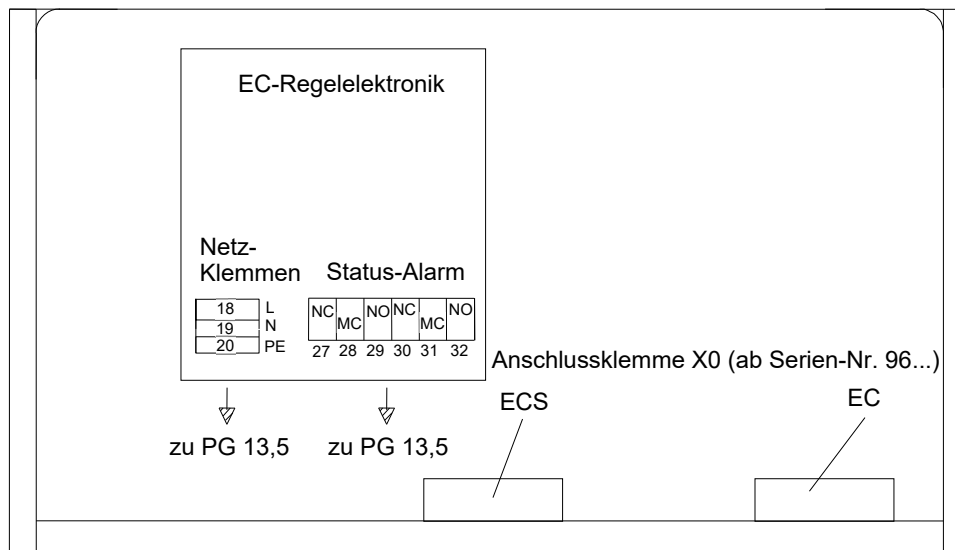 EC-Regelelektronik
Netz-
Klemmen
Status-Alarm
18 L
19 N
20 PE
NC MC NO NC MC NO
27 28 29 30 31 32
Anschlussklemme X0 (ab Serien-Nr. 96...)
ECS
EC
zu PG 13,5
zu PG 13,5